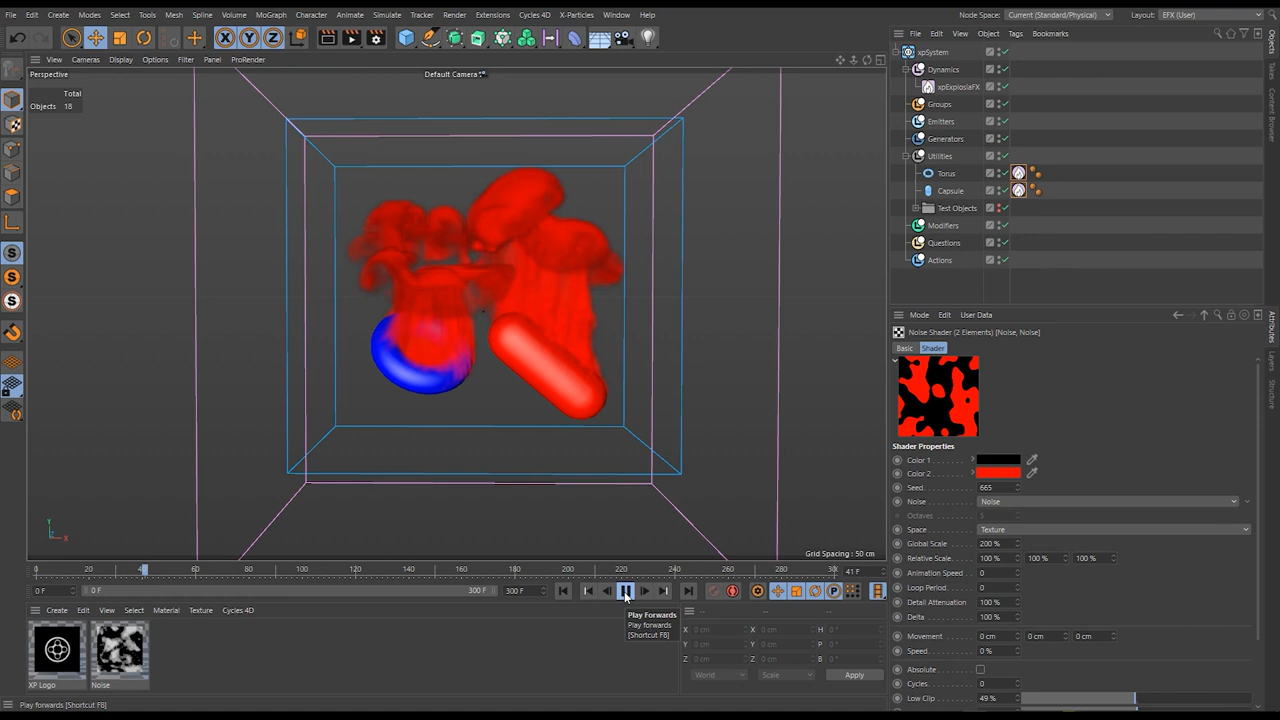 File Edit Create Modes Select Tools Mesh Spline Volume MoGraph Character Animate Simulate Tracker Render Extensions Cycles 4D X-Particles Window Help
Node Space: Current (Standard/Physical) Layout: EFX (User)
X Y Z
File Edit View Object Tags Bookmarks
View Cameras Display Options Filter Panel ProRender
Perspective
Default Camera
Total
Objects 18
xpSystem
Dynamics
xpExplosiaFX
Groups
Emitters
Generators
Utilities
Torus
Capsule
Test Objects
Modifiers
Questions
Actions
Objects
Takes
Content Browser
Attributes
Layers
Structure
Mode Edit User Data
Noise Shader (2 Elements) [Noise, Noise]
Basic Shader
Shader Properties
Color 1
Color 2
Seed 665
Noise Noise
Octaves 5
Space Texture
Global Scale 200 %
Relative Scale 100 % 100 % 100 %
Animation Speed 0
Loop Period 0
Detail Attenuation 100 %
Delta 100 %
Movement 0 cm 0 cm 0 cm
Speed 0 %
Absolute
Cycles 0
Low Clip 49 %
Y
Z X
Grid Spacing : 50 cm
0 20 40 60 80 100 120 140 160 180 200 220 240 260 280 30 41 F
0 F 0 F 300 F 300 F
P
Create Edit View Select Material Texture Cycles 4D
Play Forwards
Play forwards
[Shortcut F8]
X 0 cm X 0 cm H 0 °
Y 0 cm Y 0 cm P 0 °
Z 0 cm Z 0 cm B 0 °
World Scale Apply
XP Logo Noise
Play forwards [Shortcut F8]